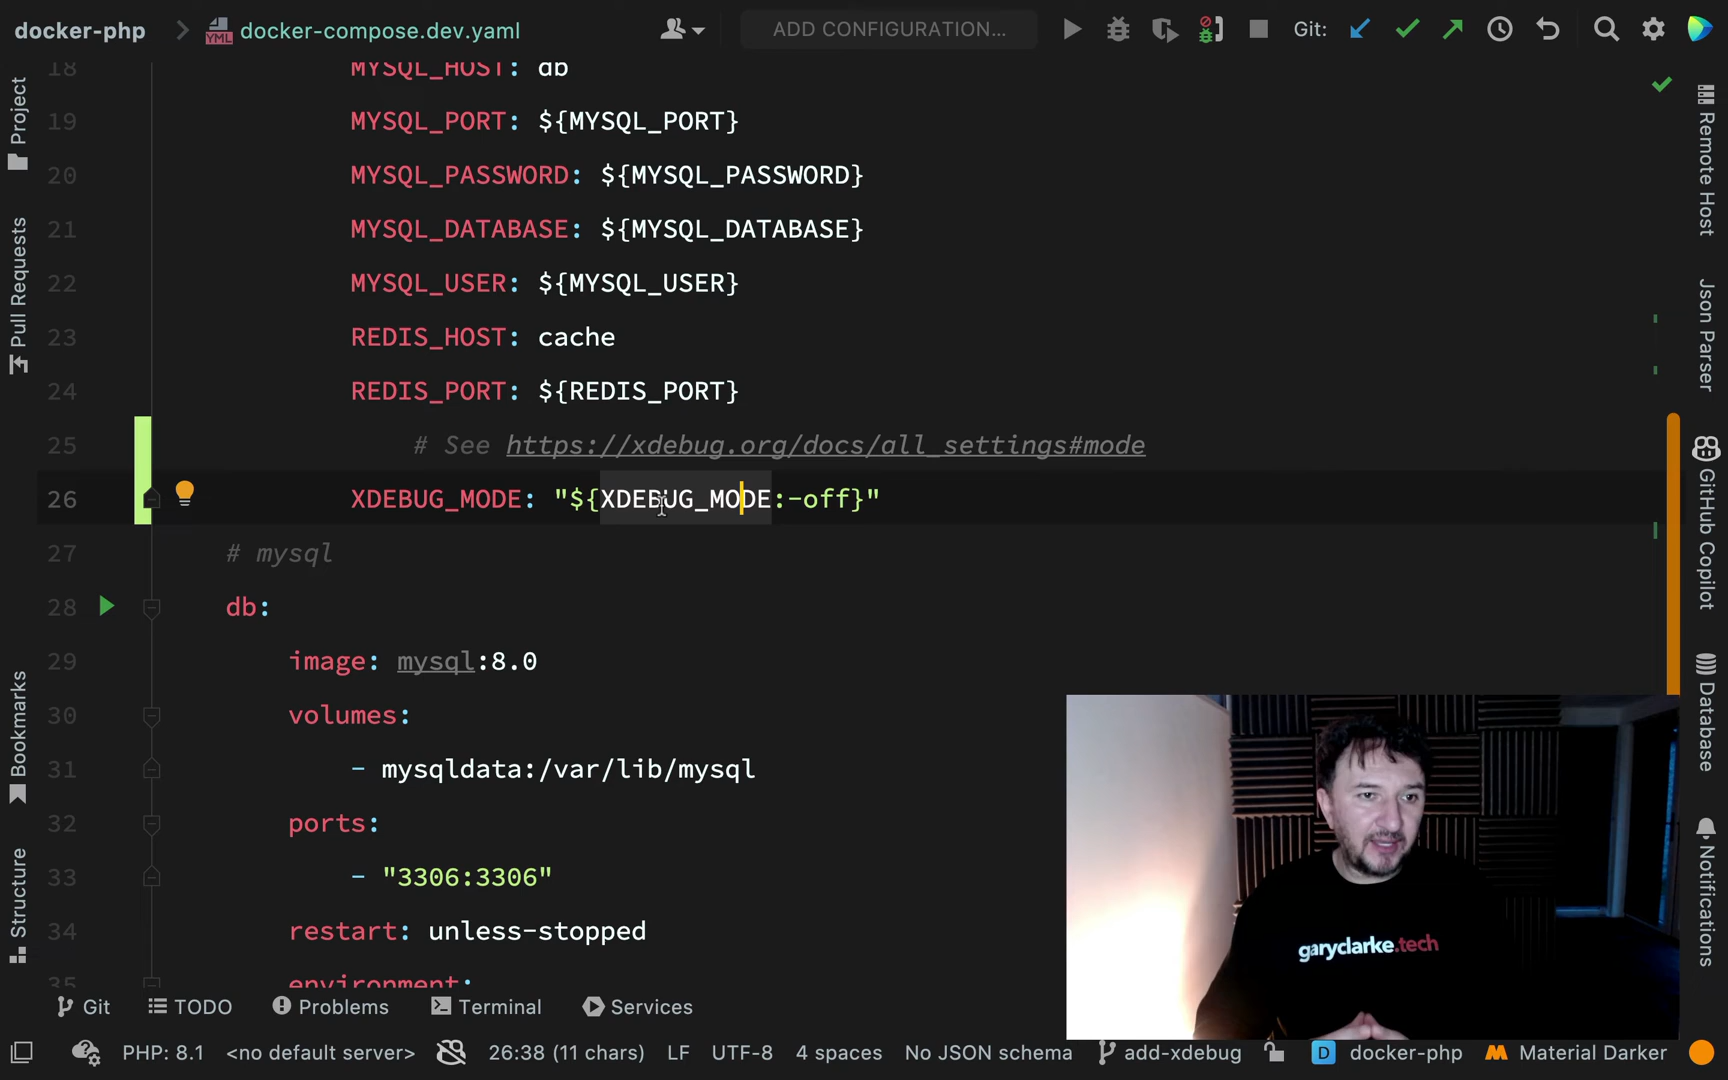 docker-php
docker-compose.dev.yaml
ADD CONFIGURATION...
Git:
18 MYSQL_HOST: db
19 MYSQL_PORT: ${MYSQL_PORT}
20 MYSQL_PASSWORD: ${MYSQL_PASSWORD}
21 MYSQL_DATABASE: ${MYSQL_DATABASE}
22 MYSQL_USER: ${MYSQL_USER}
23 REDIS_HOST: cache
24 REDIS_PORT: ${REDIS_PORT}
25 # See https://xdebug.org/docs/all_settings#mode
26 XDEBUG_MODE: "${XDEBUG_MODE:-off}"
27 # mysql
28 db:
29 image: mysql:8.0
30 volumes:
31 - mysqldata:/var/lib/mysql
32 ports:
33 - "3306:3306"
34 restart: unless-stopped
35 environment:
Project
Pull Requests
Bookmarks
Structure
Remote Host
Json Parser
GitHub Copilot
Database
Notifications
YML
garyclarke.tech
Git
TODO
Problems
Terminal
Services
PHP: 8.1
<no default server>
26:38 (11 chars)
LF
UTF-8
4 spaces
No JSON schema
add-xdebug
D
docker-php
Material Darker